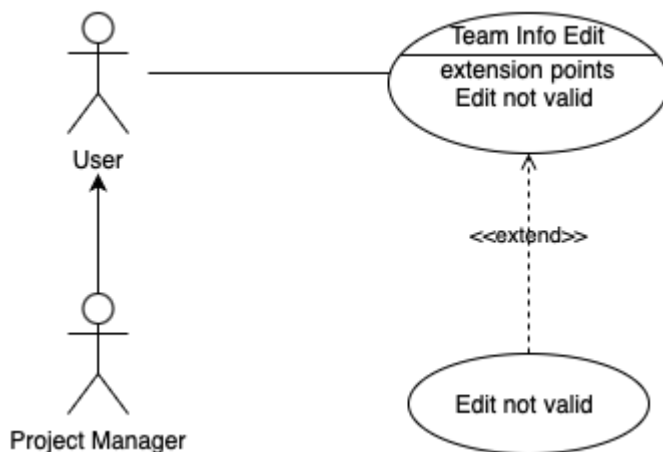 Team Info Edit
extension points
Edit not valid
User
<<extend>>
Edit not valid
Project Manager